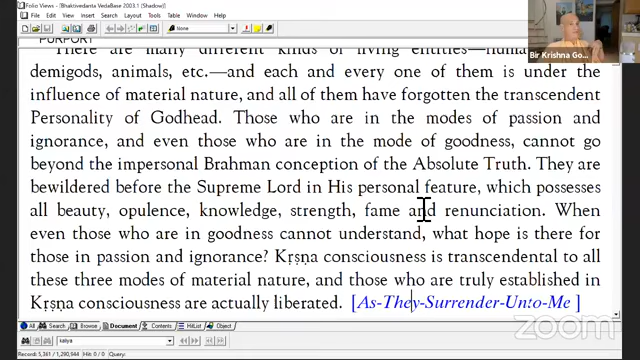 Folio Views - [Bhaktivedanta VedaBase 2003.1 (Shadow)]
File Edit View Search Layout Tools Window Help
<None>
PURPORT
There are many different kinds of living entities—human
demigods, animals, etc.—and each and every one of them is under the
influence of material nature, and all of them have forgotten the transcendent
Personality of Godhead. Those who are in the modes of passion and
ignorance, and even those who are in the mode of goodness, cannot go
beyond the impersonal Brahman conception of the Absolute Truth. They are
bewildered before the Supreme Lord in His personal feature, which possesses
all beauty, opulence, knowledge, strength, fame and renunciation. When
even those who are in goodness cannot understand, what hope is there for
those in passion and ignorance? Kṛṣṇa consciousness is transcendental to all
these three modes of material nature, and those who are truly established in
Kṛṣṇa consciousness are actually liberated. [As-They-Surrender-Unto-Me ]
Bir Krishna Go...
All Browse Document Contents HitList Object
kaliya
Record: 5,361 / 1,290,944 Hit: 0 / 0
zoom